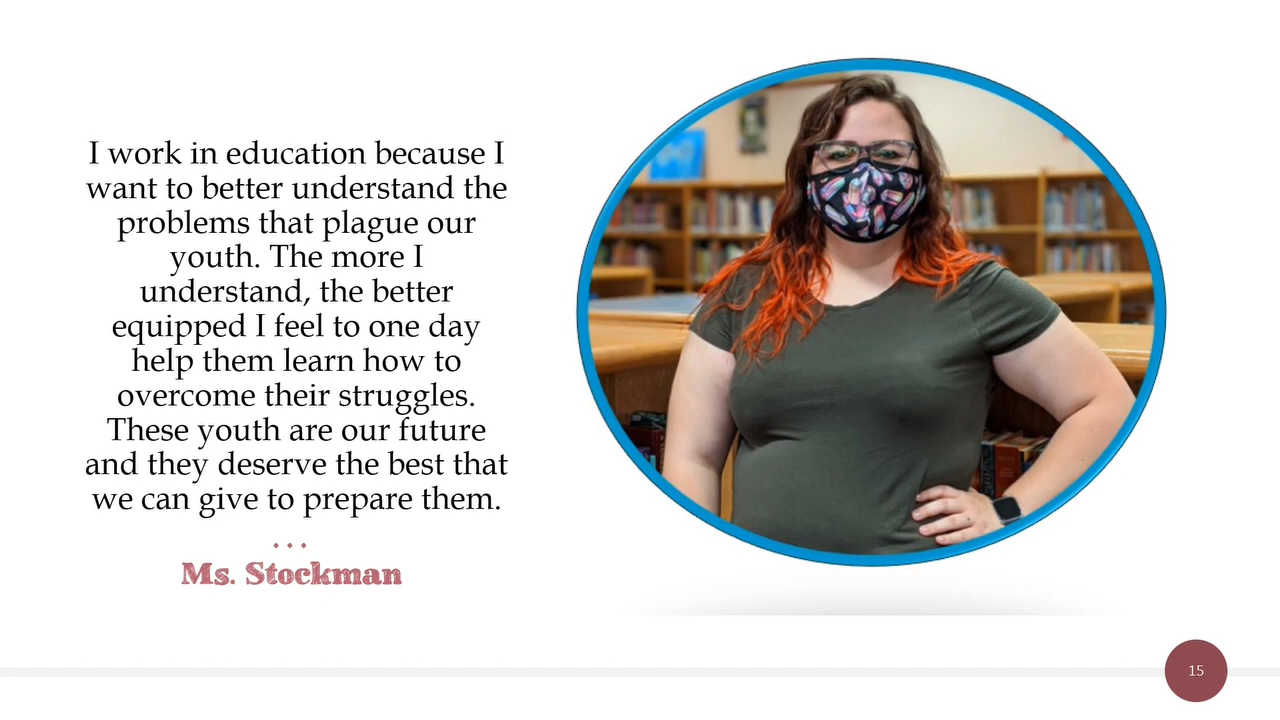 I work in education because I
want to better understand the
problems that plague our
youth. The more I
understand, the better
equipped I feel to one day
help them learn how to
overcome their struggles.
These youth are our future
and they deserve the best that
we can give to prepare them.
...
Ms. Stockman
15